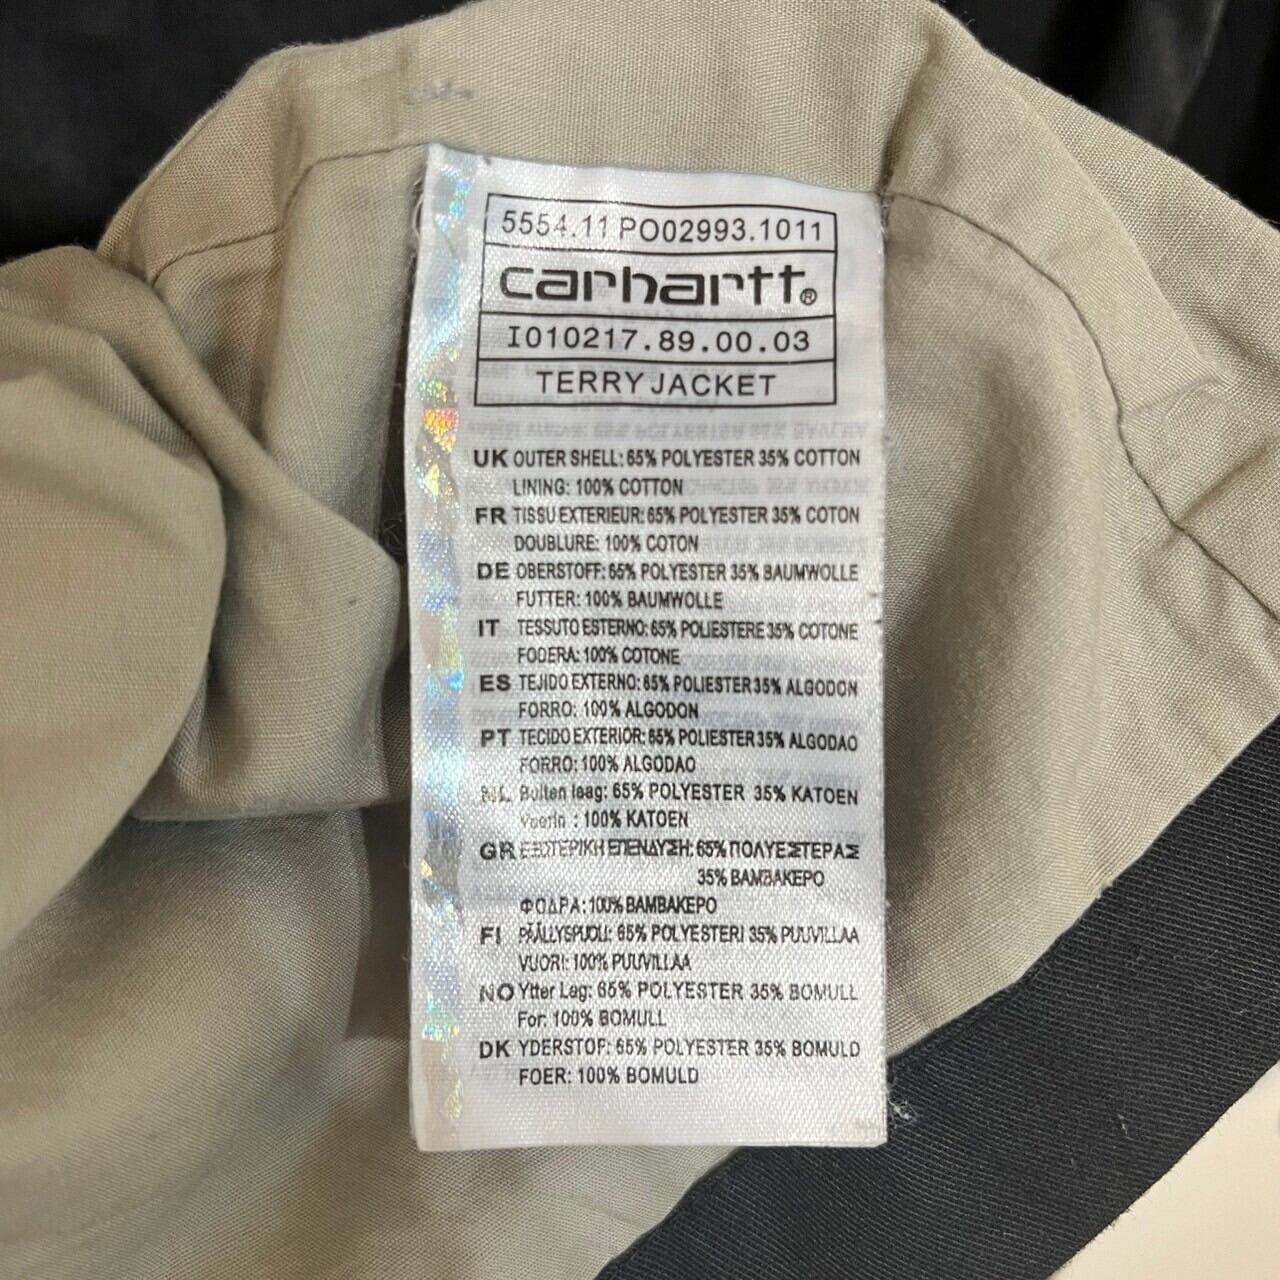 5554.11 PO02993.1011
carhartt®
I010217.89.00.03
TERRY JACKET
UK OUTER SHELL: 65% POLYESTER 35% COTTON
LINING: 100% COTTON
FR TISSU EXTERIEUR: 65% POLYESTER 35% COTON
DOUBLURE: 100% COTON
DE OBERSTOFF: 65% POLYESTER 35% BAUMWOLLE
FUTTER: 100% BAUMWOLLE
IT TESSUTO ESTERNO: 65% POLIESTERE 35% COTONE
FODERA: 100% COTONE
ES TEJIDO EXTERNO: 65% POLIESTER 35% ALGODON
FORRO: 100% ALGODON
PT TECIDO EXTERIOR: 65% POLIESTER 35% ALGODAO
FORRO: 100% ALGODAO
NL Buiten laag: 65% POLYESTER 35% KATOEN
Voerin : 100% KATOEN
GR ΕΞΩΤΕΡΙΚΗ ΕΠΕΝΔΥΣΗ: 65% ΠΟΛΥΕΣΤΕΡΑΣ
35% ΒΑΜΒΑΚΕΡΟ
ΦΟΔΡΑ: 100% ΒΑΜΒΑΚΕΡΟ
FI PÄÄLLYSPUOLI: 65% POLYESTERI 35% PUUVILLAA
VUORI: 100% PUUVILLAA
NO Ytter Lag: 65% POLYESTER 35% BOMULL
For: 100% BOMULL
DK YDERSTOF: 65% POLYESTER 35% BOMULD
FOER: 100% BOMULD